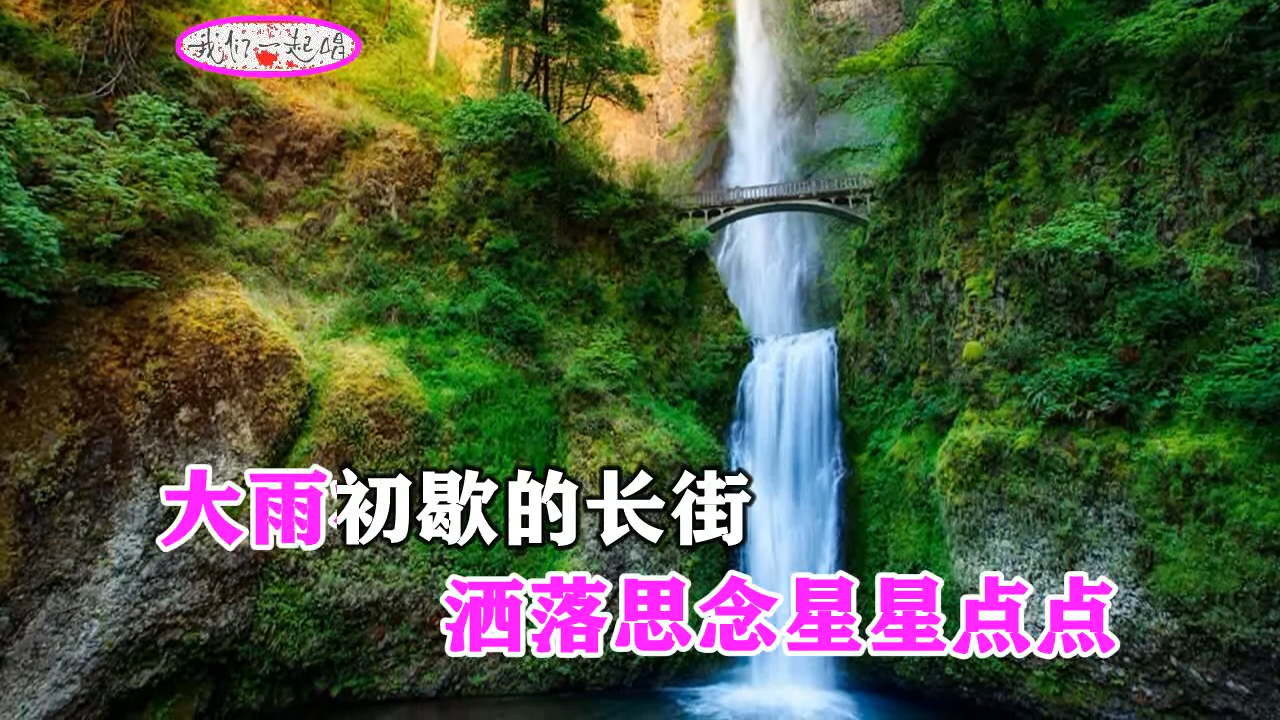 我们一起唱
大雨初歇的长街
洒落思念星星点点